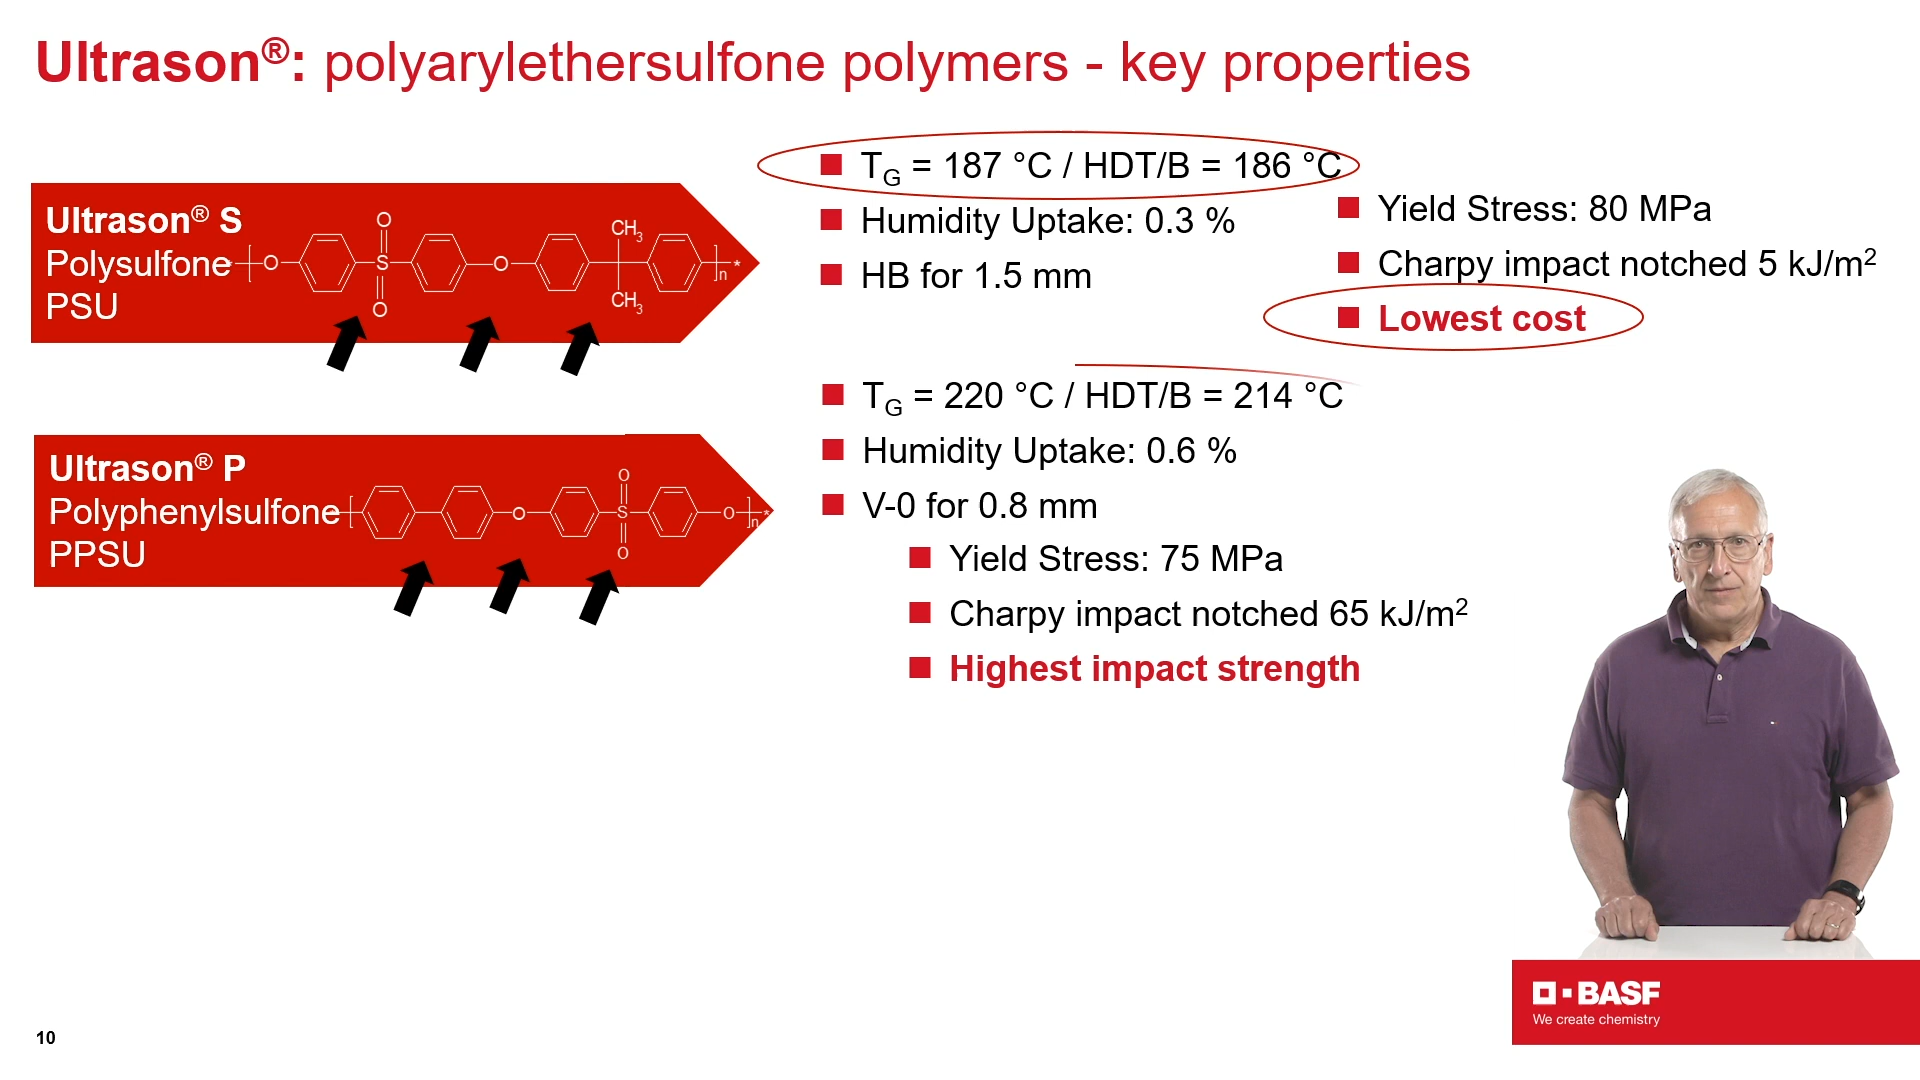 Ultrason®: polyarylethersulfone polymers - key properties
Ultrason® S
Polysulfone
PSU
* O O S O O CH3 CH3 n *
TG = 187 °C / HDT/B = 186 °C
Humidity Uptake: 0.3 %
HB for 1.5 mm
Yield Stress: 80 MPa
Charpy impact notched 5 kJ/m²
Lowest cost
Ultrason® P
Polyphenylsulfone
PPSU
O O S O O n *
TG = 220 °C / HDT/B = 214 °C
Humidity Uptake: 0.6 %
V-0 for 0.8 mm
Yield Stress: 75 MPa
Charpy impact notched 65 kJ/m²
Highest impact strength
BASF
We create chemistry
10